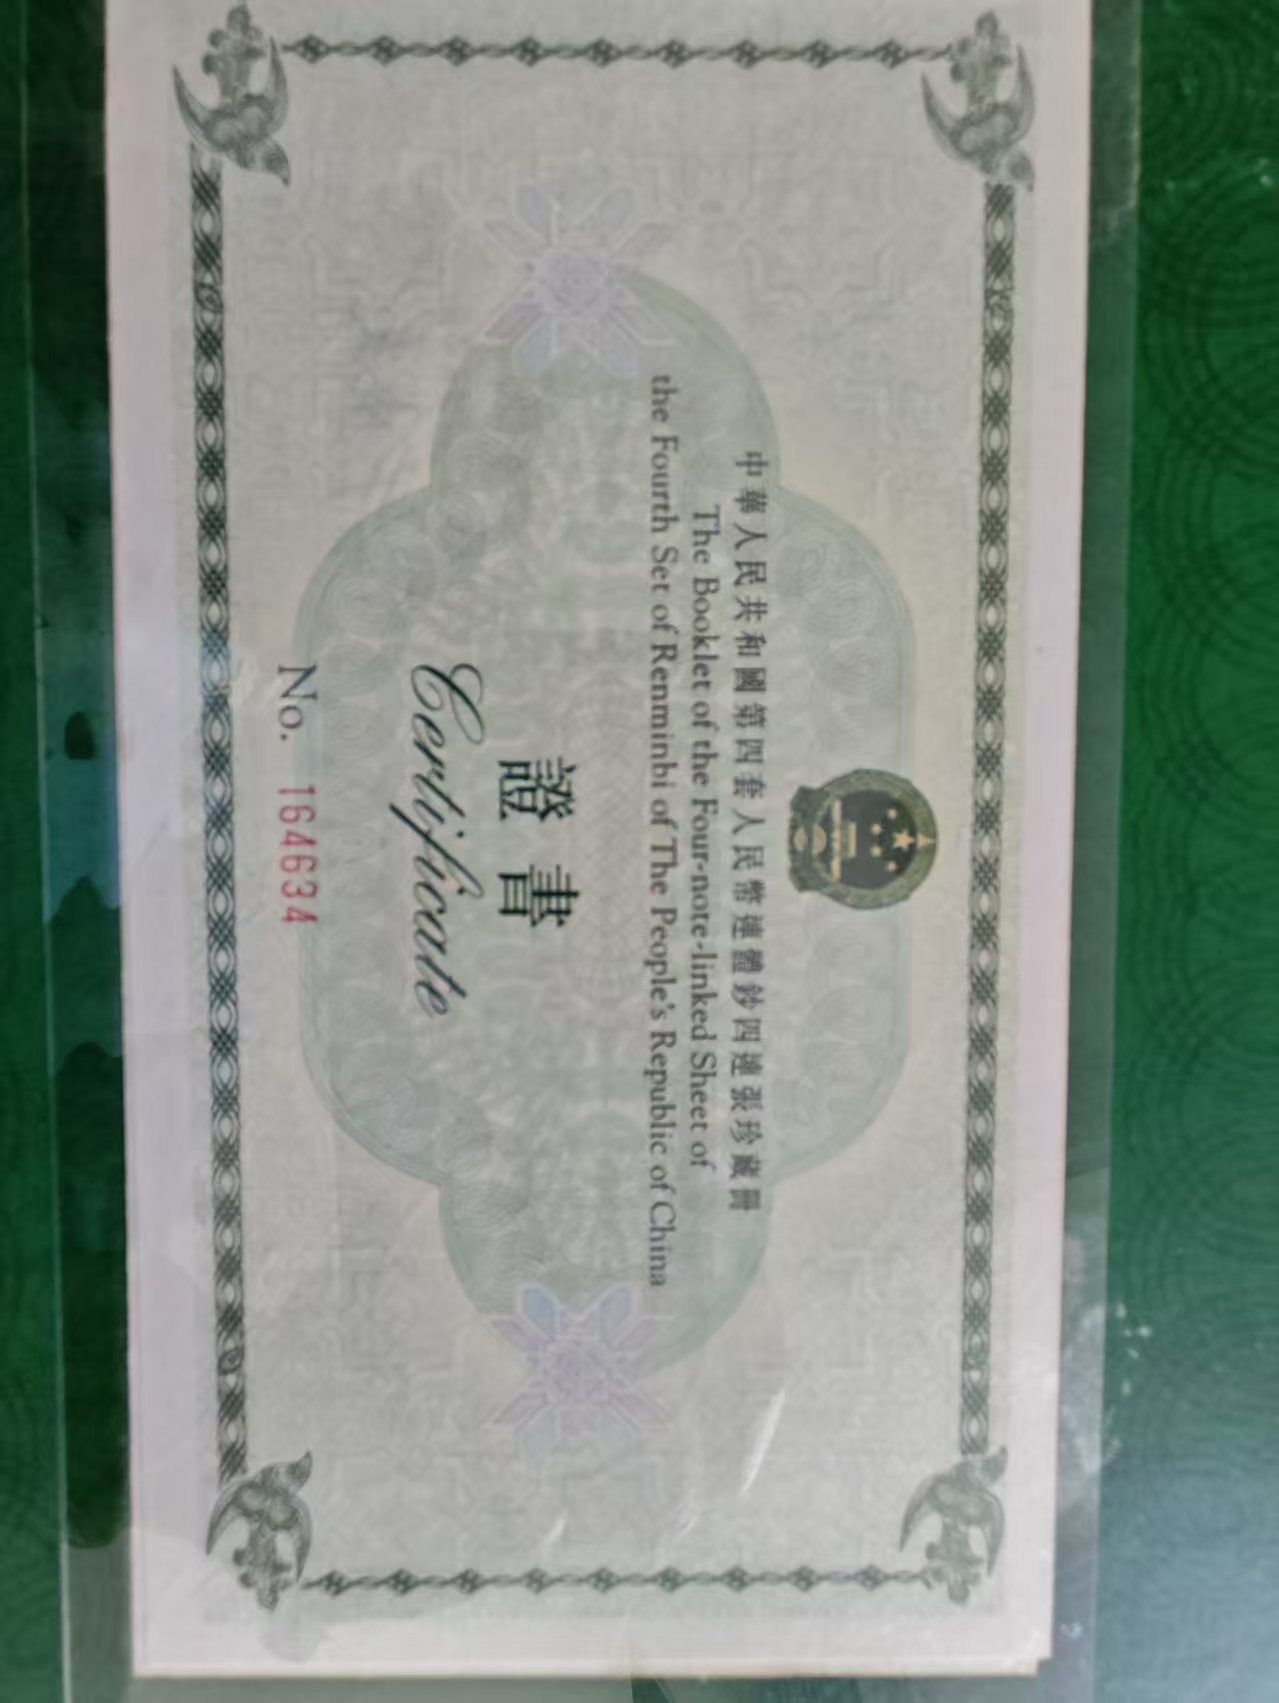 中華人民共和國第四套人民幣連體鈔四連張珍藏冊
The Booklet of the Four-note-linked Sheet of
the Fourth Set of Renminbi of The People's Republic of China
證書
Certificate
No. 164634